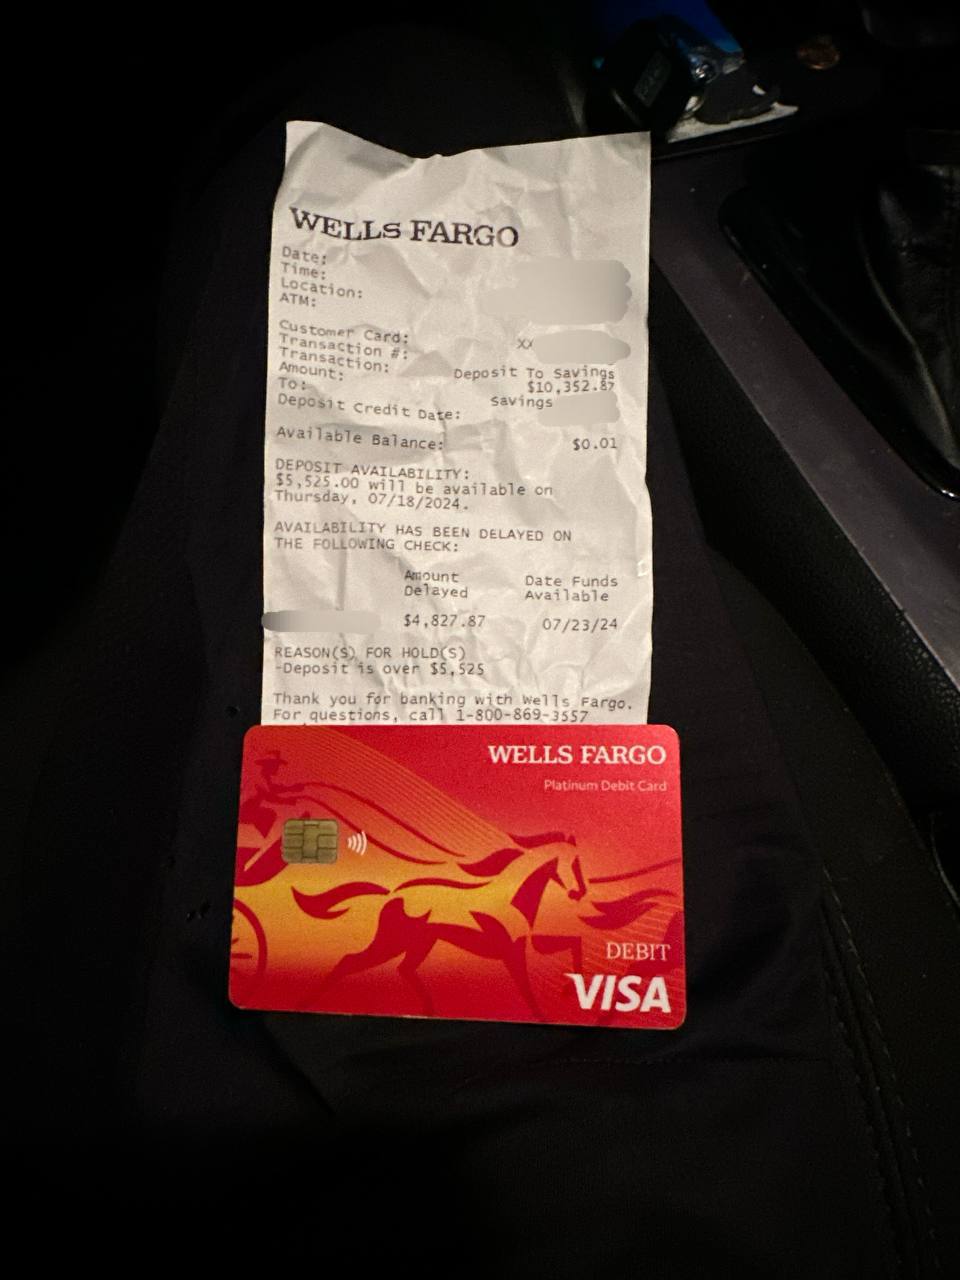 WELLS FARGO
Date:
Time:
Location:
ATM:
Customer Card: XX
Transaction #:
Transaction: Deposit To Savings
Amount: $10,352.87
To: Savings
Deposit Credit Date:
Available Balance: $0.01
DEPOSIT AVAILABILITY:
$5,525.00 will be available on
Thursday, 07/18/2024.
AVAILABILITY HAS BEEN DELAYED ON
THE FOLLOWING CHECK:
Amount Date Funds
Delayed Available
$4,827.87 07/23/24
REASON(S) FOR HOLD(S)
-Deposit is over $5,525
Thank you for banking with Wells Fargo.
For questions, call 1-800-869-3557
WELLS FARGO
Platinum Debit Card
DEBIT
VISA